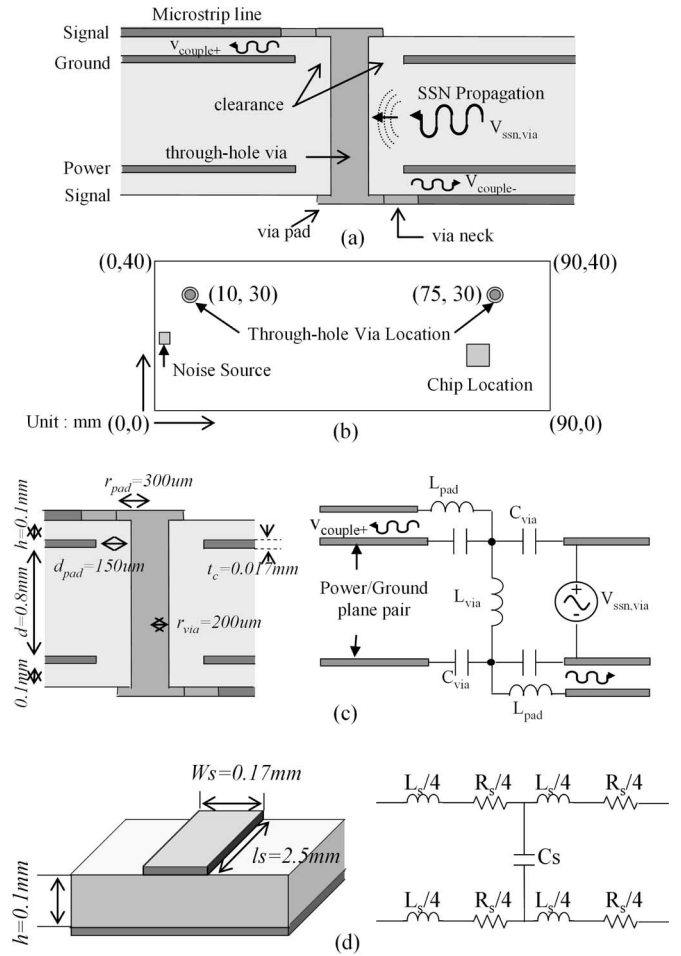 Microstrip line
Signal
Vcouple+
Ground
clearance
SSN Propagation
Vssn,via
through-hole via
Power
Vcouple-
Signal
via pad
via neck
(a)
(0,40)
(90,40)
(10, 30)
(75, 30)
Through-hole Via Location
Noise Source
Chip Location
Unit : mm
(0,0)
(b)
(90,0)
rpad=300um
h=0.1mm
dpad=150um
tc=0.017mm
d=0.8mm
rvia=200um
0.1mm
Lpad
Vcouple+
Cvia
Power/Ground
plane pair
Lvia
Vssn,via
Cvia
Lpad
(c)
Ws=0.17mm
ls=2.5mm
h=0.1mm
Ls/4 Rs/4 Ls/4 Rs/4
Cs
Ls/4 Rs/4 Ls/4 Rs/4
(d)